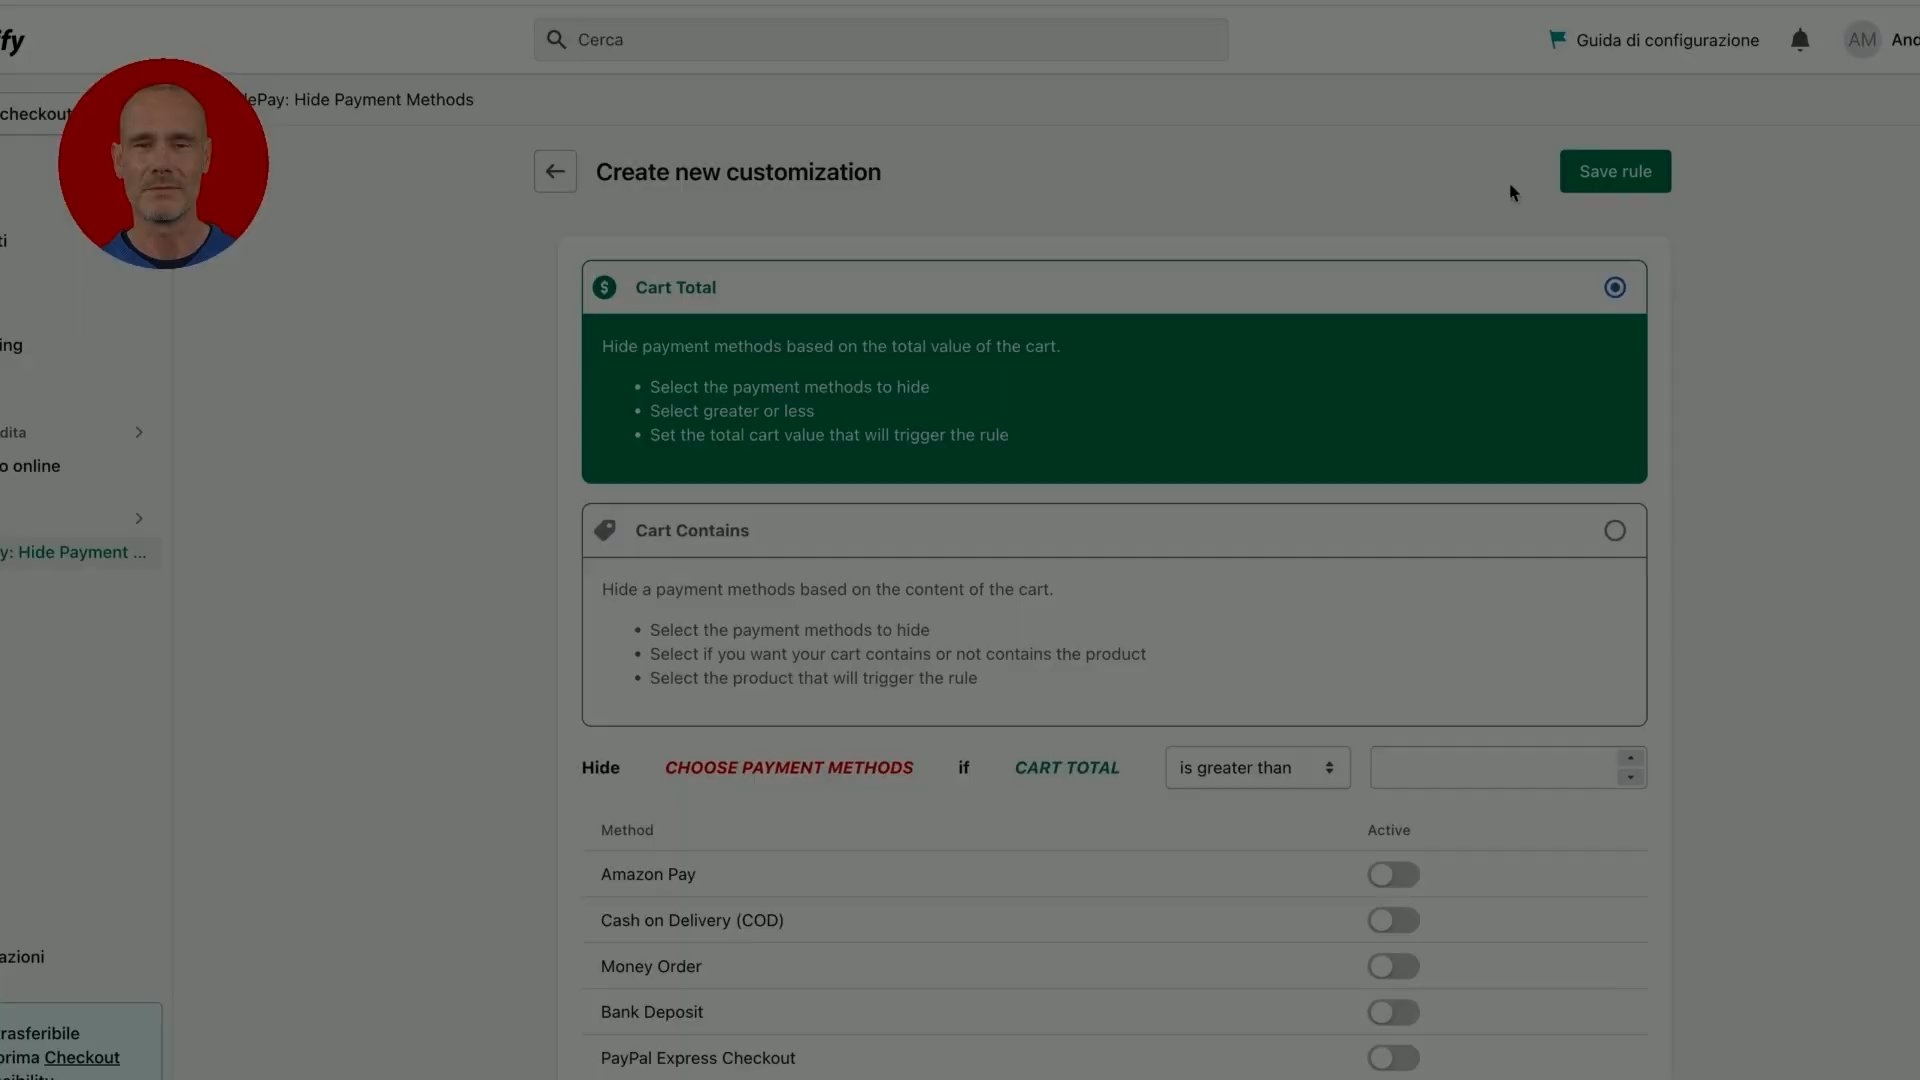 fy
Cerca
Guida di configurazione
AM
And
checkout
ePay: Hide Payment Methods
Create new customization
Save rule
ti
ing
dita
o online
y: Hide Payment ...
azioni
rasferibile
prima Checkout
Cart Total
Hide payment methods based on the total value of the cart.
• Select the payment methods to hide
• Select greater or less
• Set the total cart value that will trigger the rule
Cart Contains
Hide a payment methods based on the content of the cart.
• Select the payment methods to hide
• Select if you want your cart contains or not contains the product
• Select the product that will trigger the rule
Hide CHOOSE PAYMENT METHODS if CART TOTAL is greater than
Method Active
Amazon Pay
Cash on Delivery (COD)
Money Order
Bank Deposit
PayPal Express Checkout